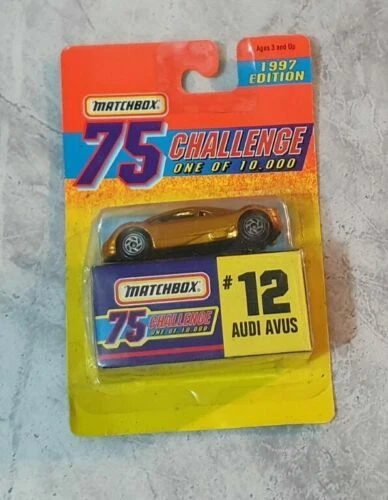 Ages 3 and Up
1997
EDITION
MATCHBOX
75 CHALLENGE
ONE OF 10,000
MATCHBOX
75 CHALLENGE
ONE OF 10,000
#12
AUDI AVUS